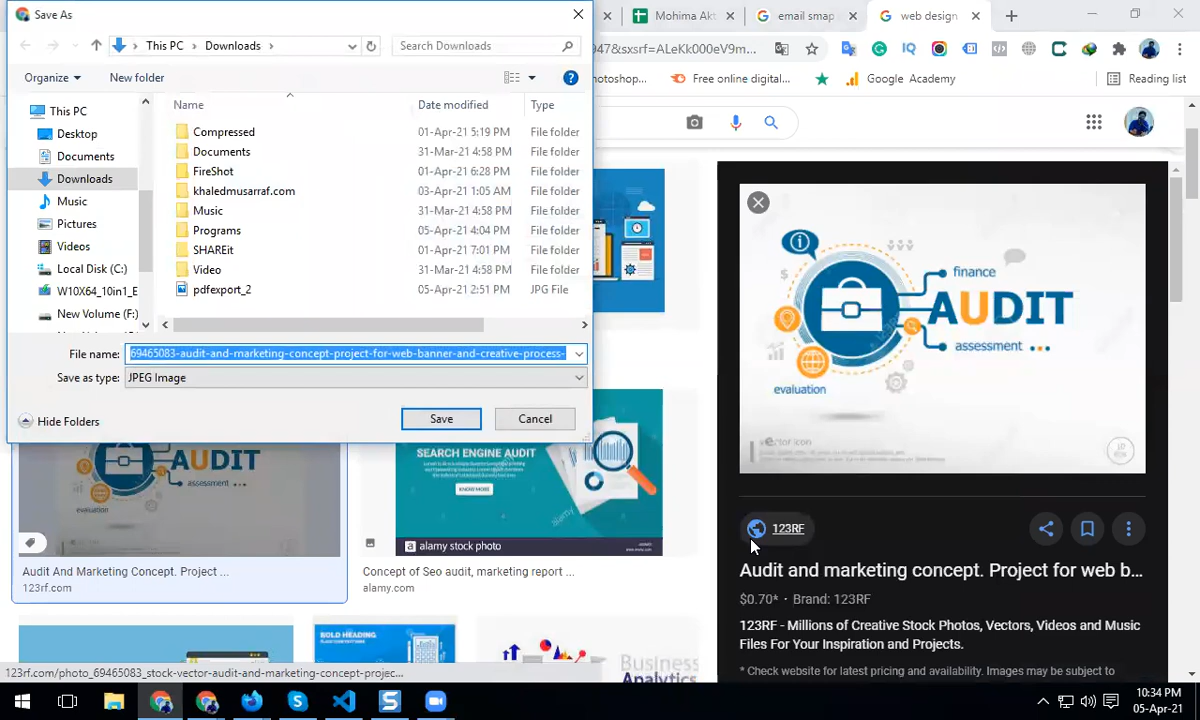 Save As
Mohima Akt
email smap
web design
This PC
Downloads
Search Downloads
947&sxsrf=ALeKk000eV9m...
Organize
New folder
photoshop...
Free online digital...
Google Academy
Reading list
This PC
Desktop
Documents
Downloads
Music
Pictures
Videos
Local Disk (C:)
W10X64_10in1_E
New Volume (F:)
Name
Date modified
Type
Compressed
01-Apr-21 5:19 PM
File folder
Documents
31-Mar-21 4:58 PM
File folder
FireShot
01-Apr-21 6:28 PM
File folder
khaledmusarraf.com
03-Apr-21 1:05 AM
File folder
Music
31-Mar-21 4:58 PM
File folder
Programs
05-Apr-21 4:04 PM
File folder
SHAREit
01-Apr-21 7:01 PM
File folder
Video
31-Mar-21 4:58 PM
File folder
pdfexport_2
05-Apr-21 2:51 PM
JPG File
File name:
69465083-audit-and-marketing-concept-project-for-web-banner-and-creative-process-
Save as type:
JPEG Image
Hide Folders
Save
Cancel
finance
AUDIT
assessment
evaluation
AUDIT
assessment
evaluation
Audit And Marketing Concept. Project ...
123rf.com
SEARCH ENGINE AUDIT
KNOW MORE
alamy
a alamy stock photo
Concept of Seo audit, marketing report ...
alamy.com
BOLD HEADING
Business
Analysis
123RF
Audit and marketing concept. Project for web b...
$0.70* · Brand: 123RF
123RF - Millions of Creative Stock Photos, Vectors, Videos and Music
Files For Your Inspiration and Projects.
* Check website for latest pricing and availability. Images may be subject to
123rf.com/photo_69465083_stock-vector-audit-and-marketing-concept-projec...
10:34 PM
05-Apr-21